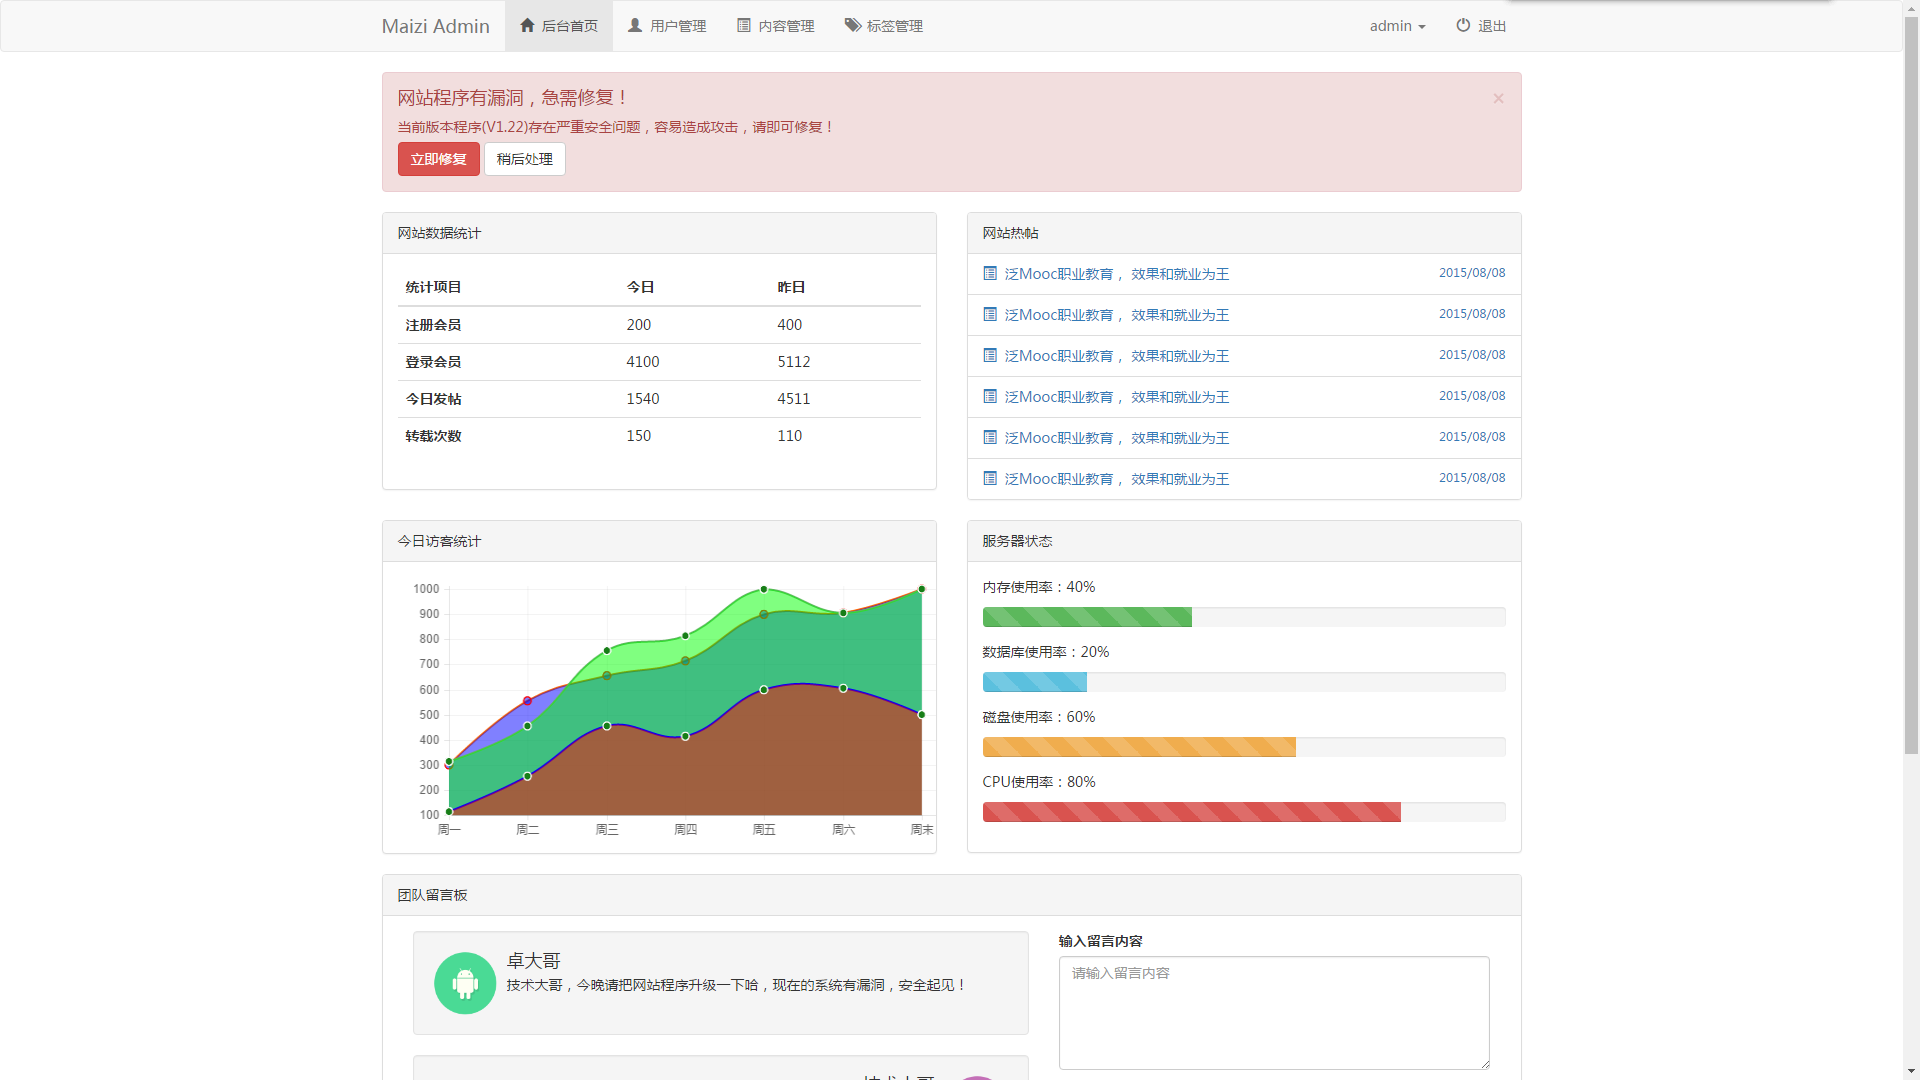 Maizi Admin 后台首页 用户管理 内容管理 标签管理 admin 退出
网站程序有漏洞，急需修复！ ×
当前版本程序(V1.22)存在严重安全问题，容易造成攻击，请即可修复！
立即修复 稍后处理
网站数据统计
统计项目 今日 昨日
注册会员 200 400
登录会员 4100 5112
今日发帖 1540 4511
转载次数 150 110
网站热帖
泛Mooc职业教育， 效果和就业为王 2015/08/08
泛Mooc职业教育， 效果和就业为王 2015/08/08
泛Mooc职业教育， 效果和就业为王 2015/08/08
泛Mooc职业教育， 效果和就业为王 2015/08/08
泛Mooc职业教育， 效果和就业为王 2015/08/08
泛Mooc职业教育， 效果和就业为王 2015/08/08
今日访客统计
1000
900
800
700
600
500
400
300
200
100
周一 周二 周三 周四 周五 周六 周末
服务器状态
内存使用率：40%
数据库使用率：20%
磁盘使用率：60%
CPU使用率：80%
团队留言板
卓大哥
技术大哥，今晚请把网站程序升级一下哈，现在的系统有漏洞，安全起见！
输入留言内容
请输入留言内容